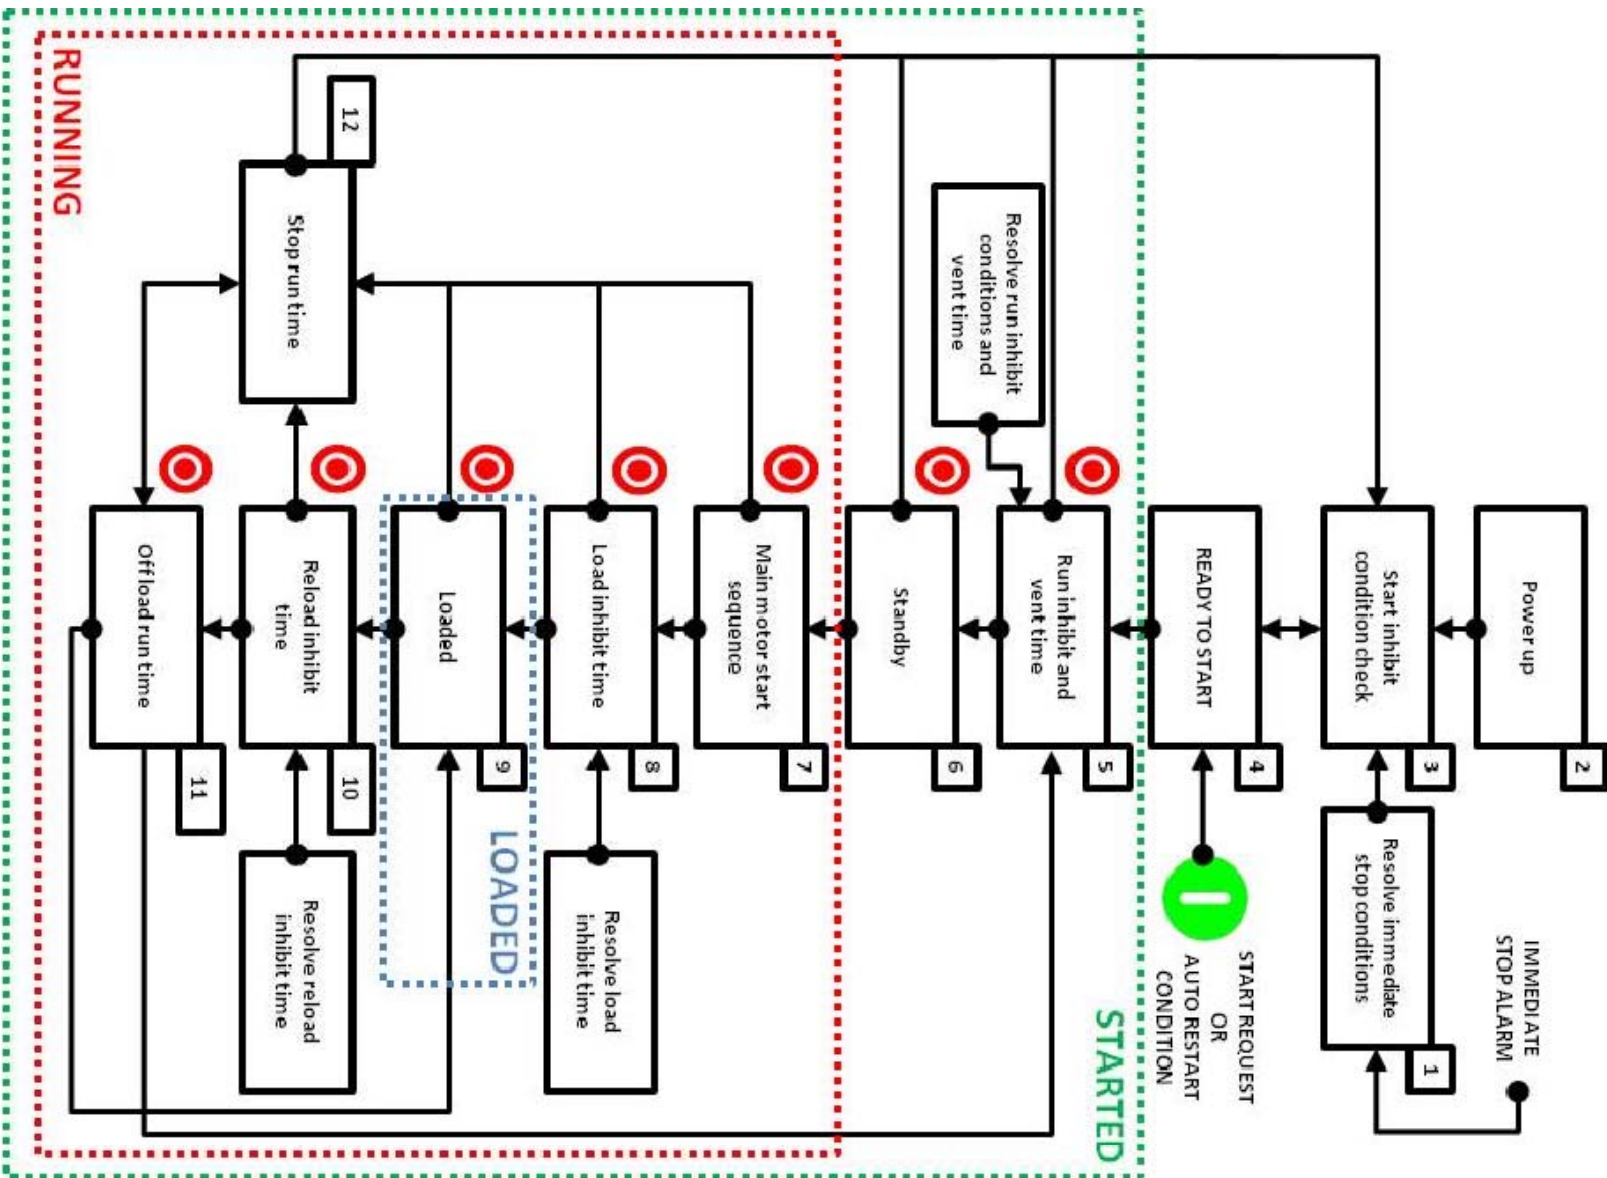 Power up
2
IMMEDIATE
STOP ALARM
Start inhibit
condition check
3
Resolve immediate
stop conditions
1
READY TO START
4
START REQUEST
OR
AUTO RESTART
CONDITION
STARTED
Resolve run inhibit
conditions and
vent time
Run inhibit and
vent time
5
Standby
6
RUNNING
Main motor start
sequence
7
Load inhibit time
8
Resolve load
inhibit time
Loaded
9
LOADED
12
Stop run time
Reload inhibit
time
10
Resolve reload
inhibit time
Off load run time
11